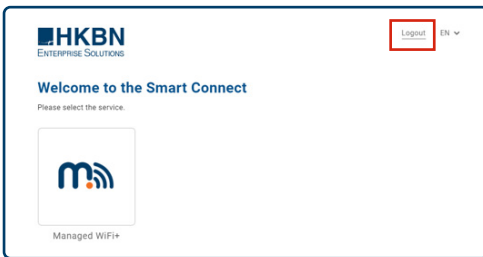 HKBN
ENTERPRISE SOLUTIONS
Logout EN
Welcome to the Smart Connect
Please select the service.
m
Managed WiFi+